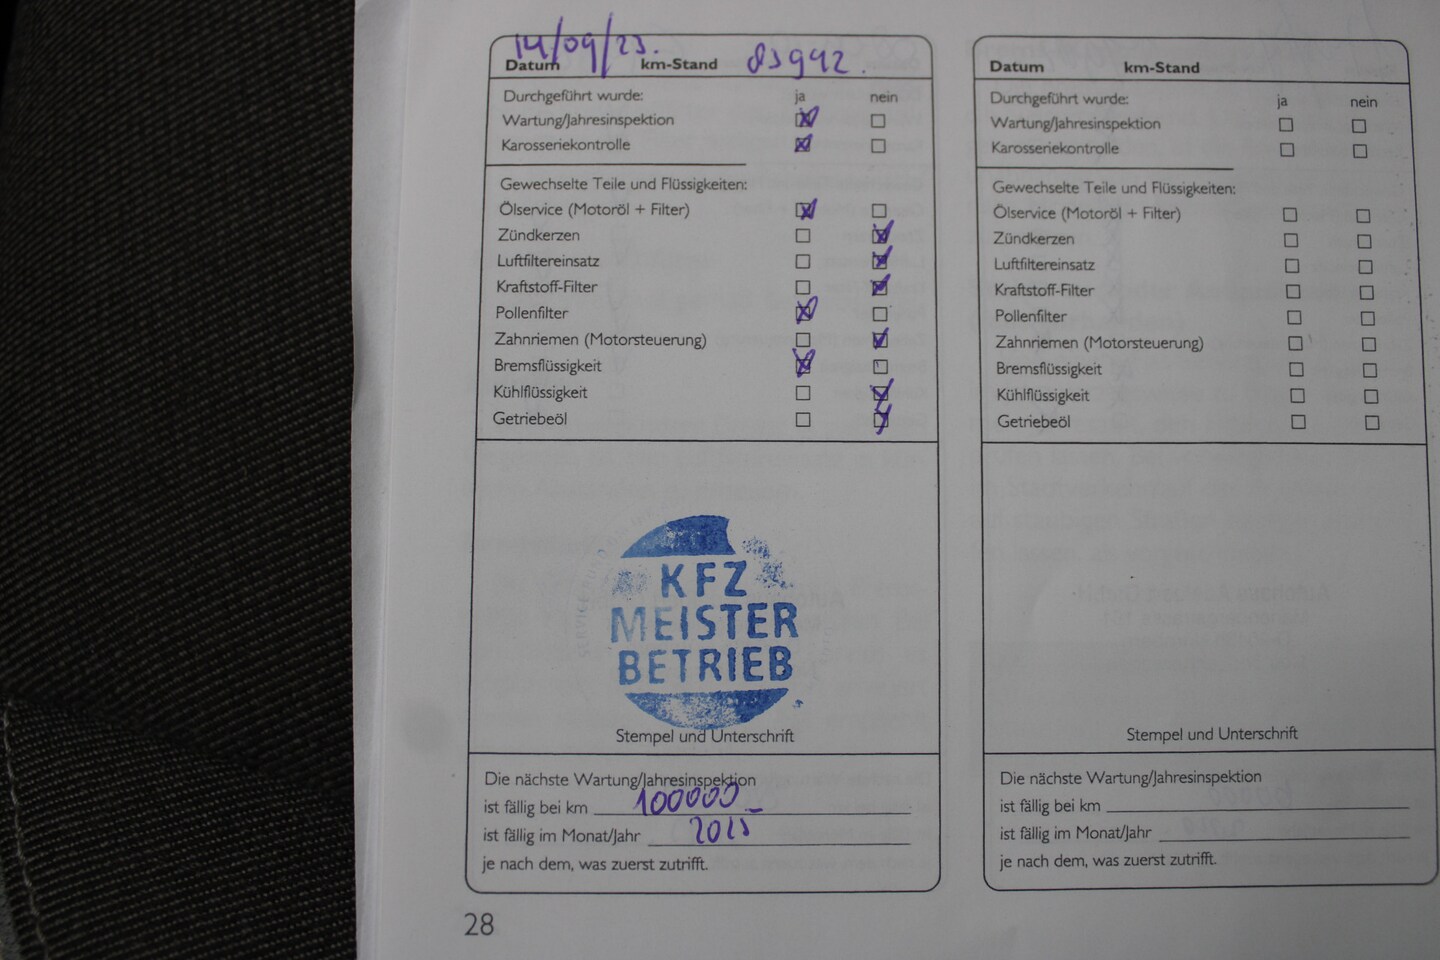 14/09/23.
Datum km-Stand 83942.
Durchgeführt wurde: ja nein
Wartung/Jahresinspektion
Karosseriekontrolle
Gewechselte Teile und Flüssigkeiten:
Ölservice (Motoröl + Filter)
Zündkerzen
Luftfiltereinsatz
Kraftstoff-Filter
Pollenfilter
Zahnriemen (Motorsteuerung)
Bremsflüssigkeit
Kühlflüssigkeit
Getriebeöl
KFZ
MEISTER
BETRIEB
Stempel und Unterschrift
Die nächste Wartung/Jahresinspektion
ist fällig bei km 100000
ist fällig im Monat/Jahr 2025
je nach dem, was zuerst zutrifft.
28
Datum km-Stand
Durchgeführt wurde: ja nein
Wartung/Jahresinspektion
Karosseriekontrolle
Gewechselte Teile und Flüssigkeiten:
Ölservice (Motoröl + Filter)
Zündkerzen
Luftfiltereinsatz
Kraftstoff-Filter
Pollenfilter
Zahnriemen (Motorsteuerung)
Bremsflüssigkeit
Kühlflüssigkeit
Getriebeöl
Stempel und Unterschrift
Die nächste Wartung/Jahresinspektion
ist fällig bei km
ist fällig im Monat/Jahr
je nach dem, was zuerst zutrifft.